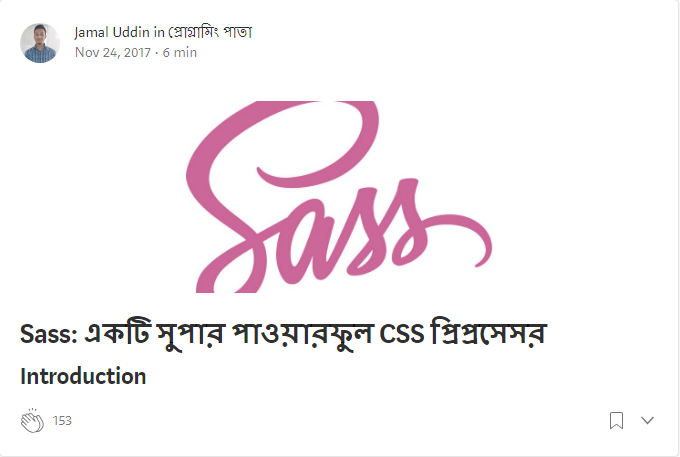 Jamal Uddin in প্রোগ্রামিং পাতা
Nov 24, 2017 · 6 min
Sass
Sass: একটি সুপার পাওয়ারফুল CSS প্রিপ্রসেসর
Introduction
153